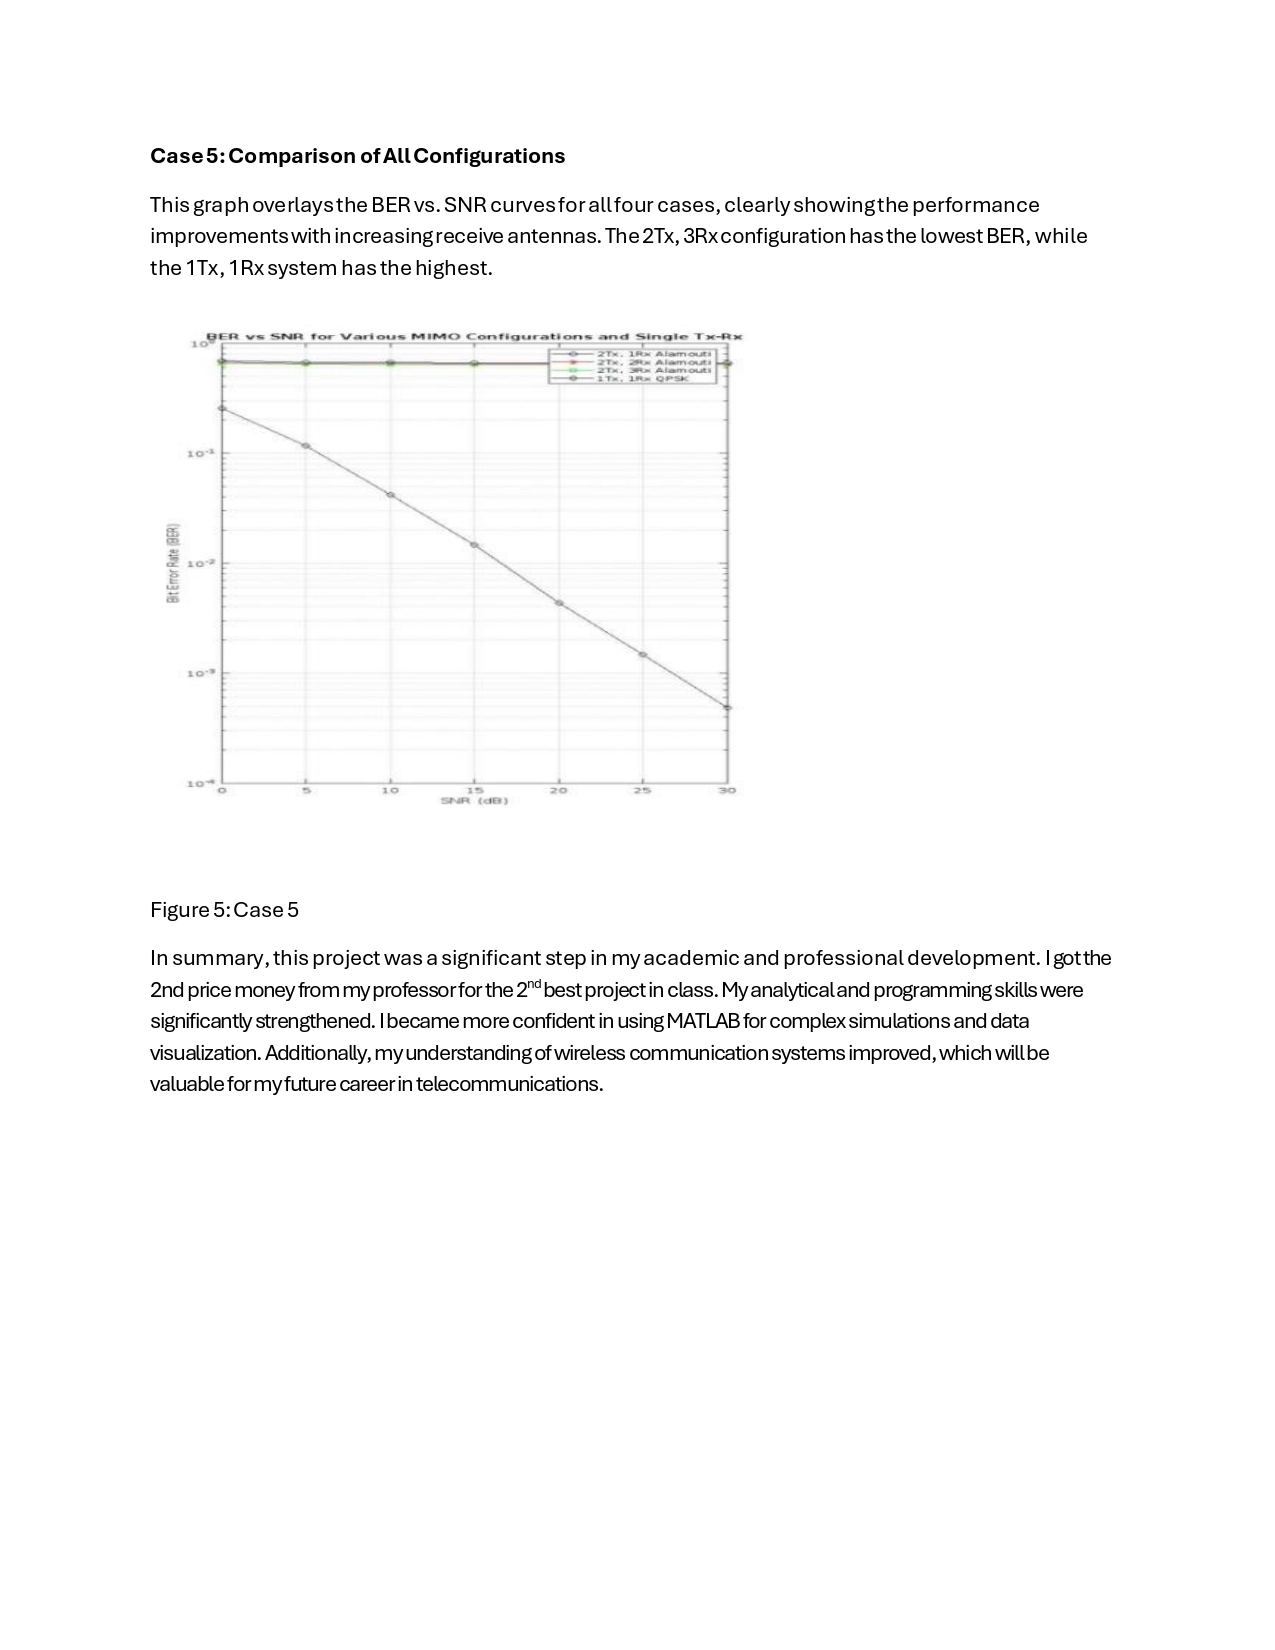 Case 5: Comparison of All Configurations
This graph overlays the BER vs. SNR curves for all four cases, clearly showing the performance
improvements with increasing receive antennas. The 2Tx, 3Rx configuration has the lowest BER, while
the 1Tx, 1Rx system has the highest.
BER vs SNR for Various MIMO Configurations and Single Tx-Rx
10⁰
2Tx, 1Rx Alamouti
2Tx, 2Rx Alamouti
2Tx, 3Rx Alamouti
1Tx, 1Rx QPSK
10⁻¹
Bit Error Rate (BER)
10⁻²
10⁻³
10⁻⁴
0 5 10 15 20 25 30
SNR (dB)
Figure 5: Case 5
In summary, this project was a significant step in my academic and professional development. I got the
2nd price money from my professor for the 2nd best project in class. My analytical and programming skills were
significantly strengthened. I became more confident in using MATLAB for complex simulations and data
visualization. Additionally, my understanding of wireless communication systems improved, which will be
valuable for my future career in telecommunications.